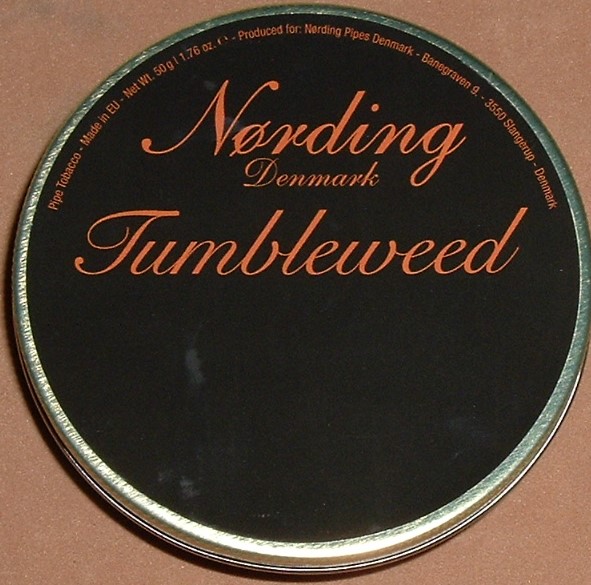 Pipe Tobacco - Made in EU - Net Wt. 50g | 1.76 oz. ℮ - Produced for: Nørding Pipes Denmark - Banegraven 9. - 3550 Slangerup - Denmark
Nørding
Denmark
Tumbleweed